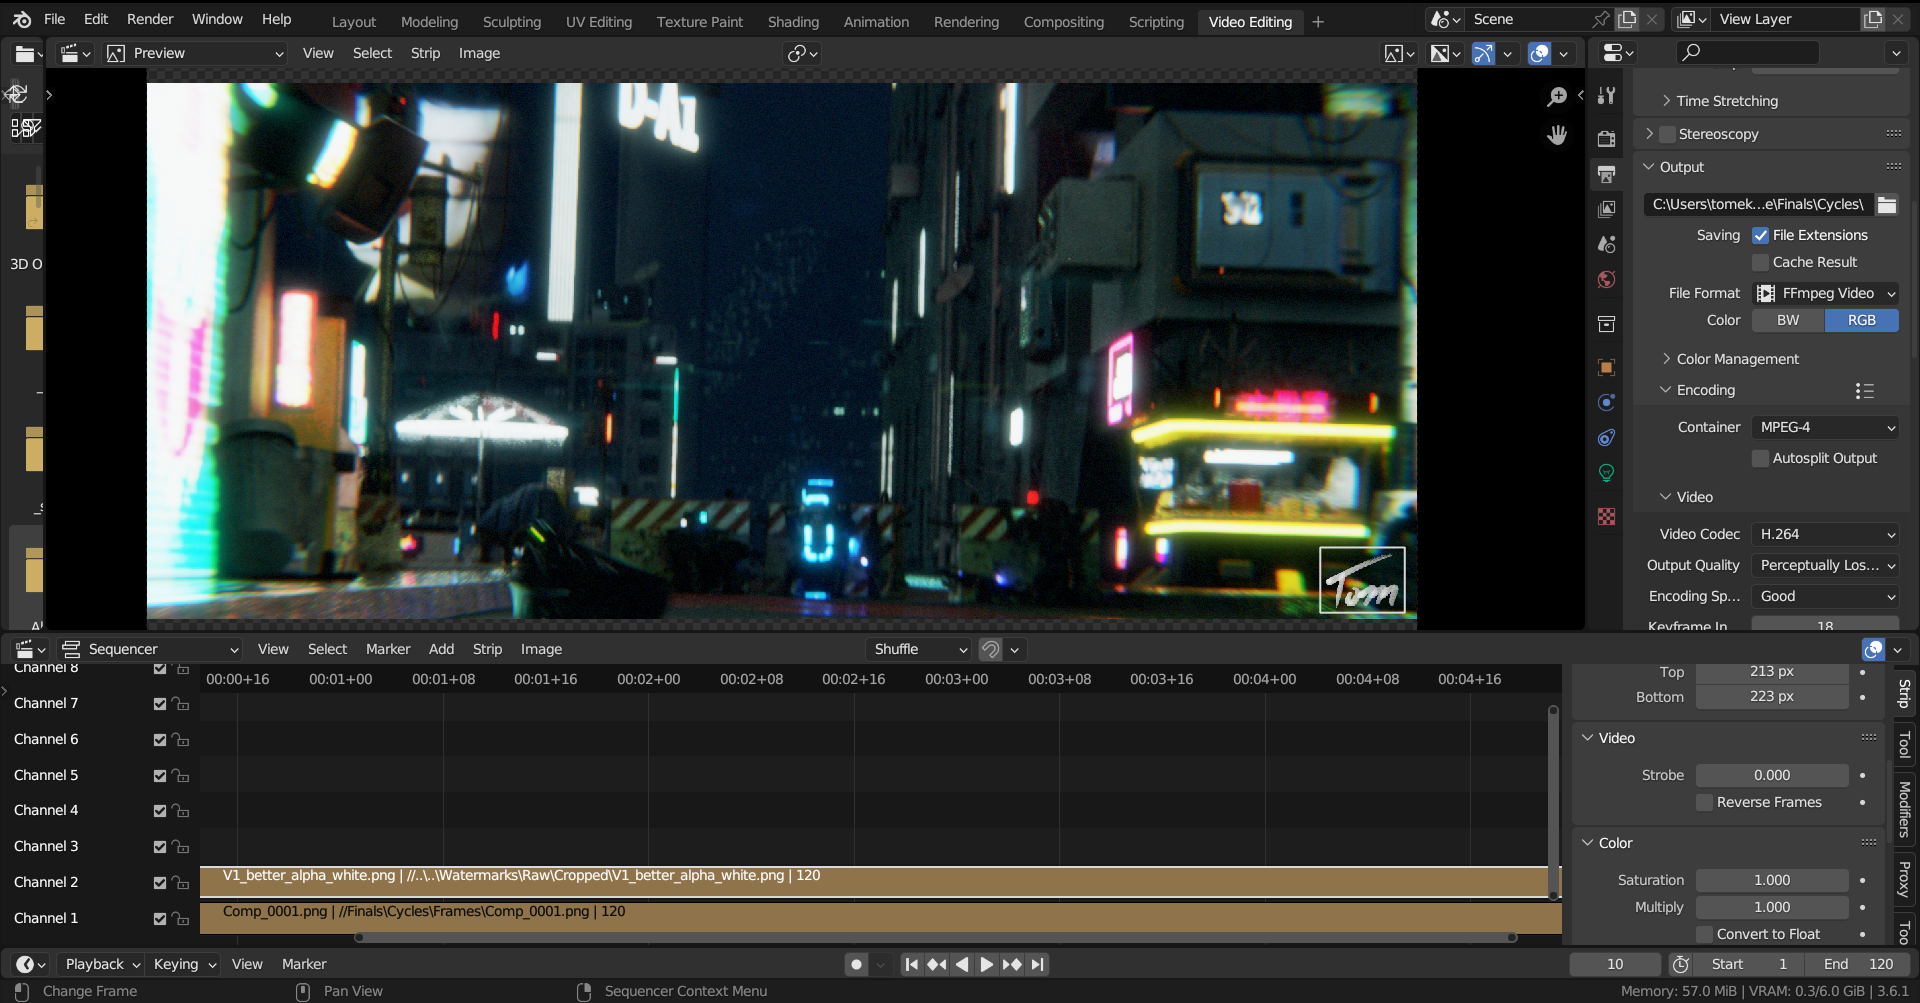 File Edit Render Window Help Layout Modeling Sculpting UV Editing Texture Paint Shading Animation Rendering Compositing Scripting Video Editing Scene View Layer
Preview View Select Strip Image
3D O
D-A1
Tom
Time Stretching
Stereoscopy
Output
C:\Users\tomek...e\Finals\Cycles\
Saving File Extensions
Cache Result
File Format FFmpeg Video
Color BW RGB
Color Management
Encoding
Container MPEG-4
Autosplit Output
Video
Video Codec H.264
Output Quality Perceptually Los...
Encoding Sp... Good
Keyframe In 18
Sequencer View Select Marker Add Strip Image Shuffle
00:00+16 00:01+00 00:01+08 00:01+16 00:02+00 00:02+08 00:02+16 00:03+00 00:03+08 00:03+16 00:04+00 00:04+08 00:04+16
Channel 8
Channel 7
Channel 6
Channel 5
Channel 4
Channel 3
Channel 2
Channel 1
V1_better_alpha_white.png | //..\..\Watermarks\Raw\Cropped\V1_better_alpha_white.png | 120
Comp_0001.png | //Finals\Cycles\Frames\Comp_0001.png | 120
Top 213 px
Bottom 223 px
Video
Strobe 0.000
Reverse Frames
Color
Saturation 1.000
Multiply 1.000
Convert to Float
Strip
Tool
Modifiers
Proxy
Too
Playback Keying View Marker 10 Start 1 End 120
Change Frame Pan View Sequencer Context Menu Memory: 57.0 MiB | VRAM: 0.3/6.0 GiB | 3.6.1